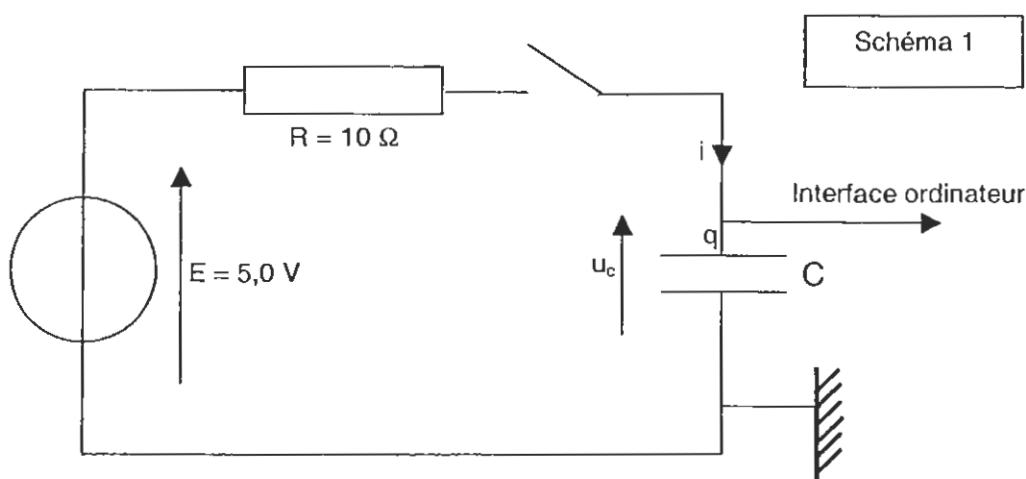 Schéma 1
R = 10 Ω
i
Interface ordinateur
q
E = 5,0 V
u_c
C